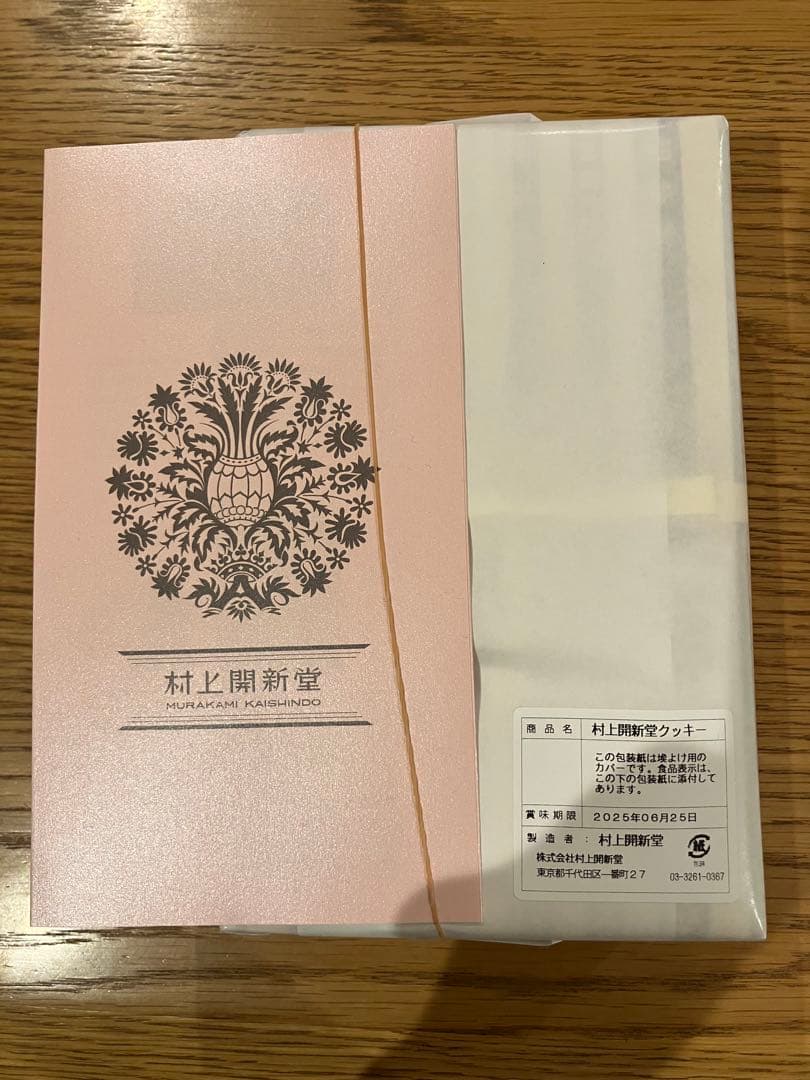 村上開新堂
MURAKAMI KAISHINDO
商品名 村上開新堂クッキー
この包装紙は埃よけ用の
カバーです。食品表示は、
この下の包装紙に添付して
あります。
賞味期限 2025年06月25日
製造者: 村上開新堂
紙
株式会社村上開新堂
東京都千代田区一番町27 03-3261-0367